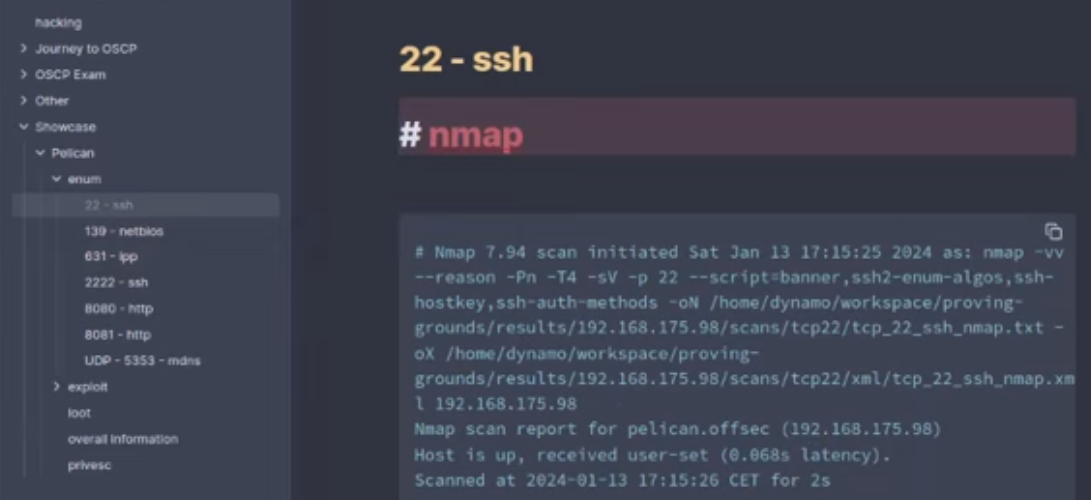 hacking
Journey to OSCP
OSCP Exam
Other
Showcase
Pelican
enum
22 - ssh
139 - netbios
631 - ipp
2222 - ssh
8080 - http
8081 - http
UDP - 5353 - mdns
exploit
loot
overall information
privesc
22 - ssh
# nmap
# Nmap 7.94 scan initiated Sat Jan 13 17:15:25 2024 as: nmap -vv
--reason -Pn -T4 -sV -p 22 --script=banner,ssh2-enum-algos,ssh-
hostkey,ssh-auth-methods -oN /home/dynamo/workspace/proving-
grounds/results/192.168.175.98/scans/tcp22/tcp_22_ssh_nmap.txt -
oX /home/dynamo/workspace/proving-
grounds/results/192.168.175.98/scans/tcp22/xml/tcp_22_ssh_nmap.xm
l 192.168.175.98
Nmap scan report for pelican.offsec (192.168.175.98)
Host is up, received user-set (0.068s latency).
Scanned at 2024-01-13 17:15:26 CET for 2s